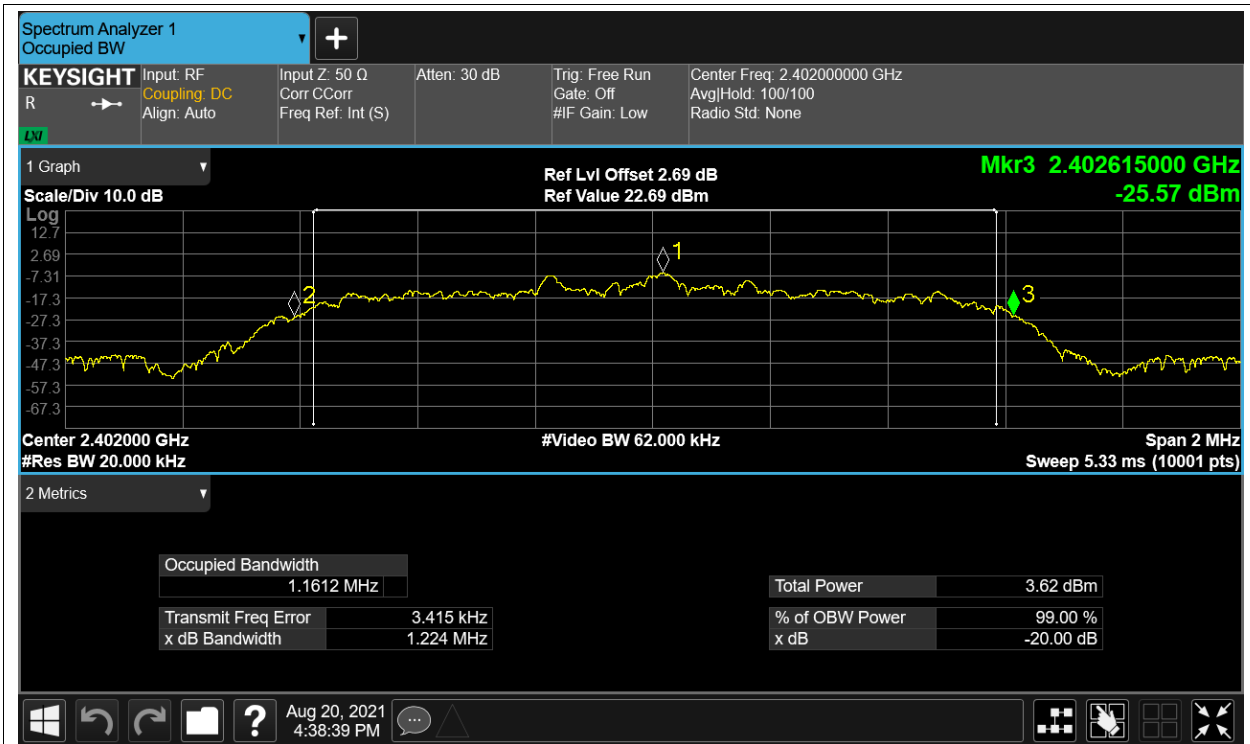 Spectrum Analyzer 1
Occupied BW
KEYSIGHT Input: RF Input Z: 50 Ω Atten: 30 dB Trig: Free Run Center Freq: 2.402000000 GHz
R Coupling: DC Corr CCorr Gate: Off Avg|Hold: 100/100
Align: Auto Freq Ref: Int (S) #IF Gain: Low Radio Std: None
LXI
1 Graph
Ref Lvl Offset 2.69 dB
Mkr3 2.402615000 GHz
Scale/Div 10.0 dB Ref Value 22.69 dBm -25.57 dBm
Log
12.7
2.69
-7.31
-17.3
-27.3
-37.3
-47.3
-57.3
-67.3
1
2
3
Center 2.402000 GHz #Video BW 62.000 kHz Span 2 MHz
#Res BW 20.000 kHz Sweep 5.33 ms (10001 pts)
2 Metrics
Occupied Bandwidth
1.1612 MHz Total Power 3.62 dBm
Transmit Freq Error 3.415 kHz % of OBW Power 99.00 %
x dB Bandwidth 1.224 MHz x dB -20.00 dB
Aug 20, 2021
4:38:39 PM